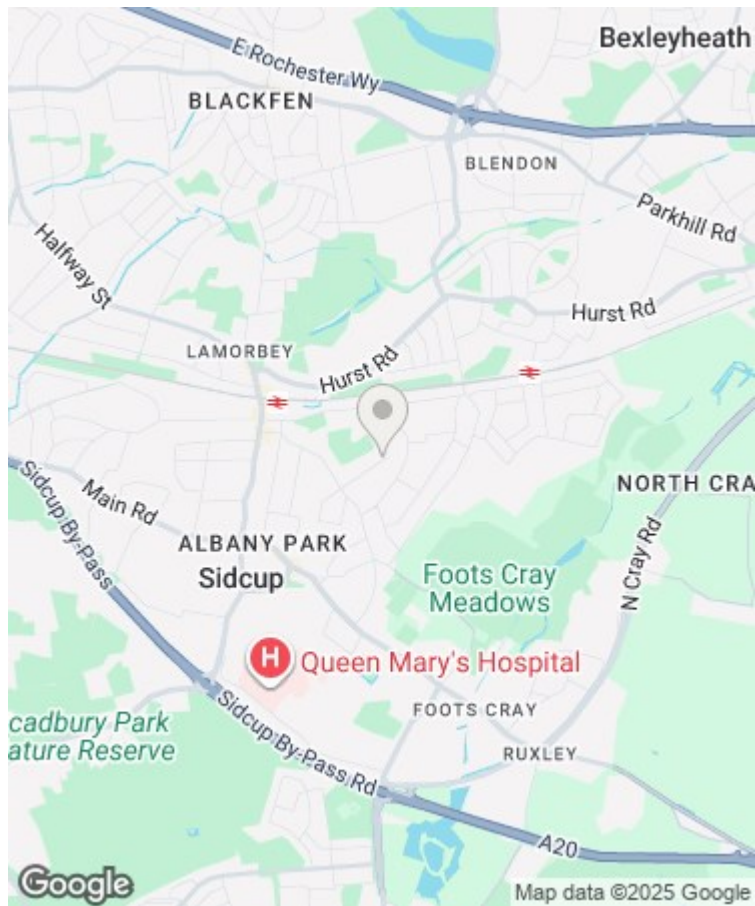 Bexleyheath
E Rochester Wy
BLACKFEN
BLENDON
Parkhill Rd
Halfway St
Hurst Rd
LAMORBEY
Hurst Rd
Sidcup By-Pass
Main Rd
NORTH CRA
ALBANY PARK
Sidcup
Foots Cray
Meadows
N Cray Rd
H
Queen Mary's Hospital
cadbury Park
ature Reserve
Sidcup By-Pass Rd
FOOTS CRAY
RUXLEY
A20
Google
Map data ©2025 Google